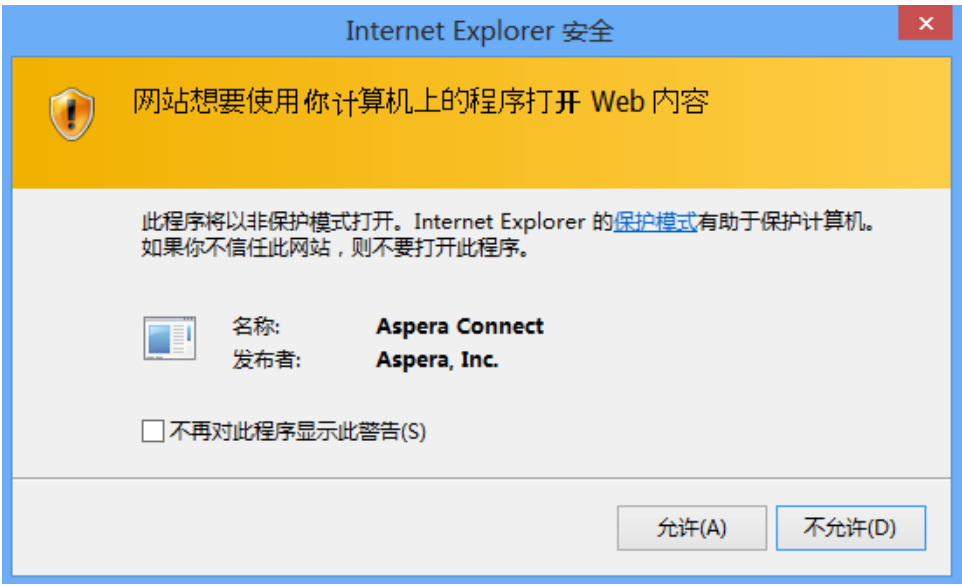 Internet Explorer 安全
网站想要使用你计算机上的程序打开 Web 内容
此程序将以非保护模式打开。Internet Explorer 的保护模式有助于保护计算机。
如果你不信任此网站，则不要打开此程序。
名称: Aspera Connect
发布者: Aspera, Inc.
不再对此程序显示此警告(S)
允许(A) 不允许(D)